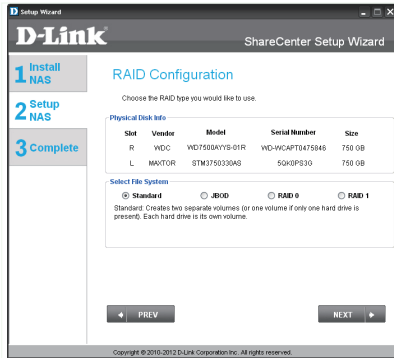 Setup Wizard
D-Link
ShareCenter Setup Wizard
1 Install NAS
2 Setup NAS
3 Complete
RAID Configuration
Choose the RAID type you would like to use.
Physical Disk Info
Slot Vendor Model Serial Number Size
R WDC WD7500AYYS-01R WD-WCAPT0475846 750 GB
L MAXTOR STM3750330AS 5QK0PS3G 750 GB
Select File System
Standard JBOD RAID 0 RAID 1
Standard: Creates two separate volumes (or one volume if only one hard drive is
present). Each hard drive is its own volume.
PREV NEXT
Copyright © 2010-2012 D-Link Corporation Inc. All rights reserved.